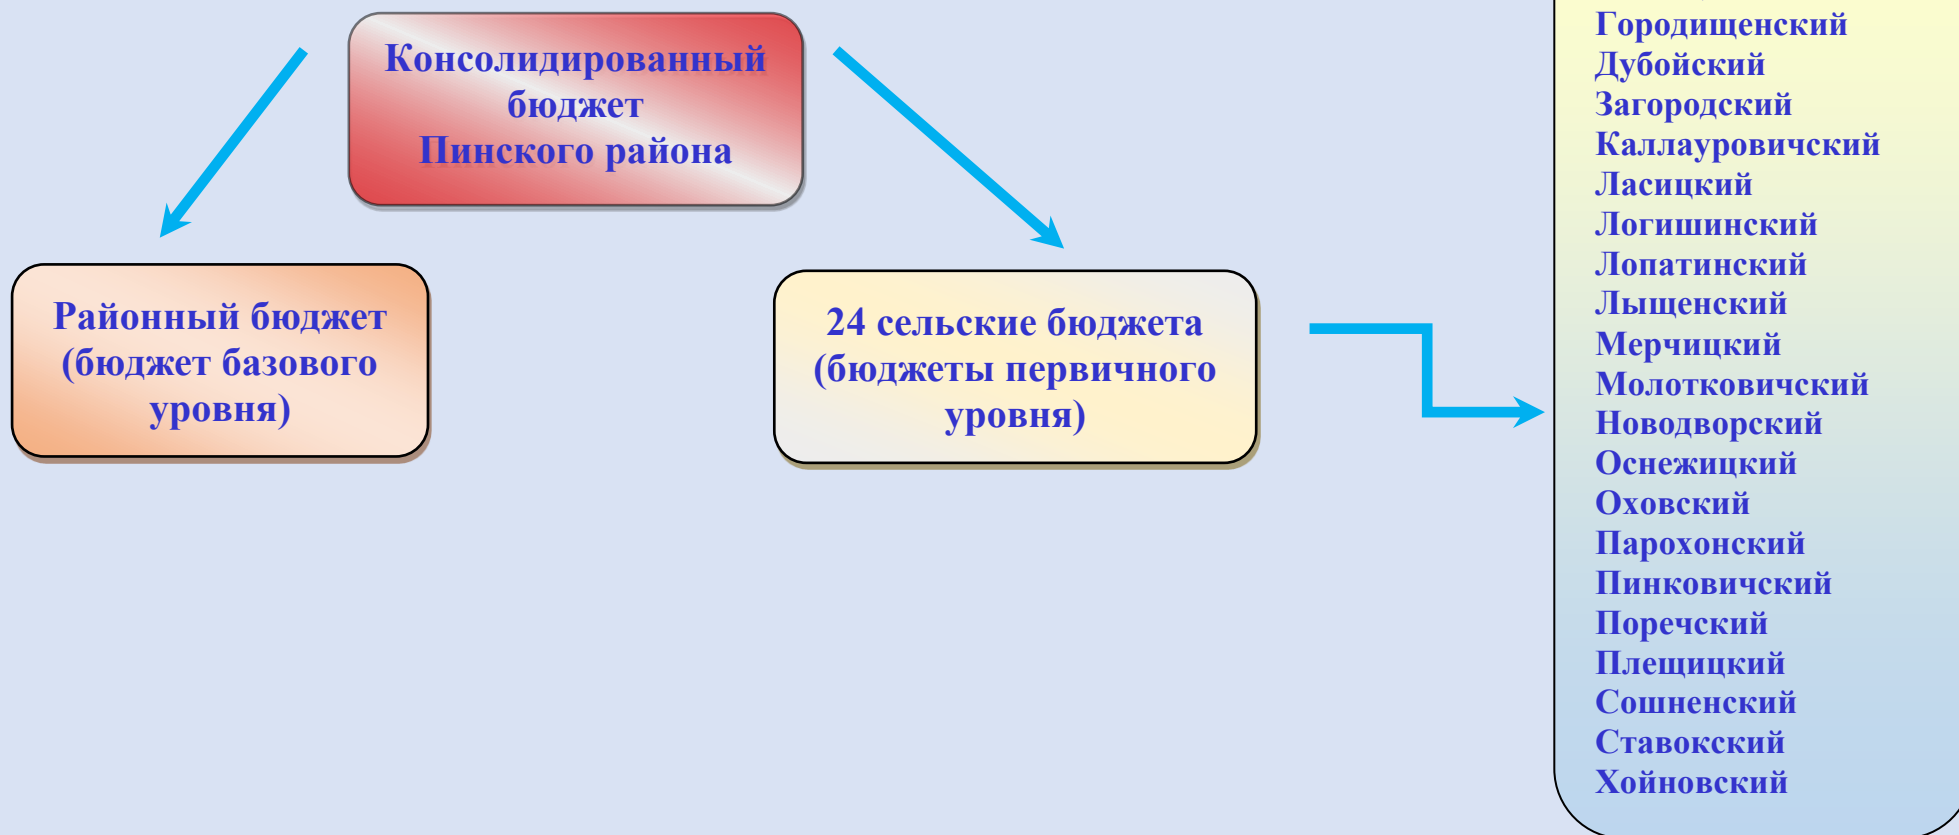 Консолидированный
бюджет
Пинского района
Районный бюджет
(бюджет базового
уровня)
24 сельские бюджета
(бюджеты первичного
уровня)
Городищенский
Дубойский
Загородский
Каллауровичский
Ласицкий
Логишинский
Лопатинский
Лыщенский
Мерчицкий
Молотковичский
Новодворский
Оснежицкий
Оховский
Парохонский
Пинковичский
Поречский
Плещицкий
Сошненский
Ставокский
Хойновский